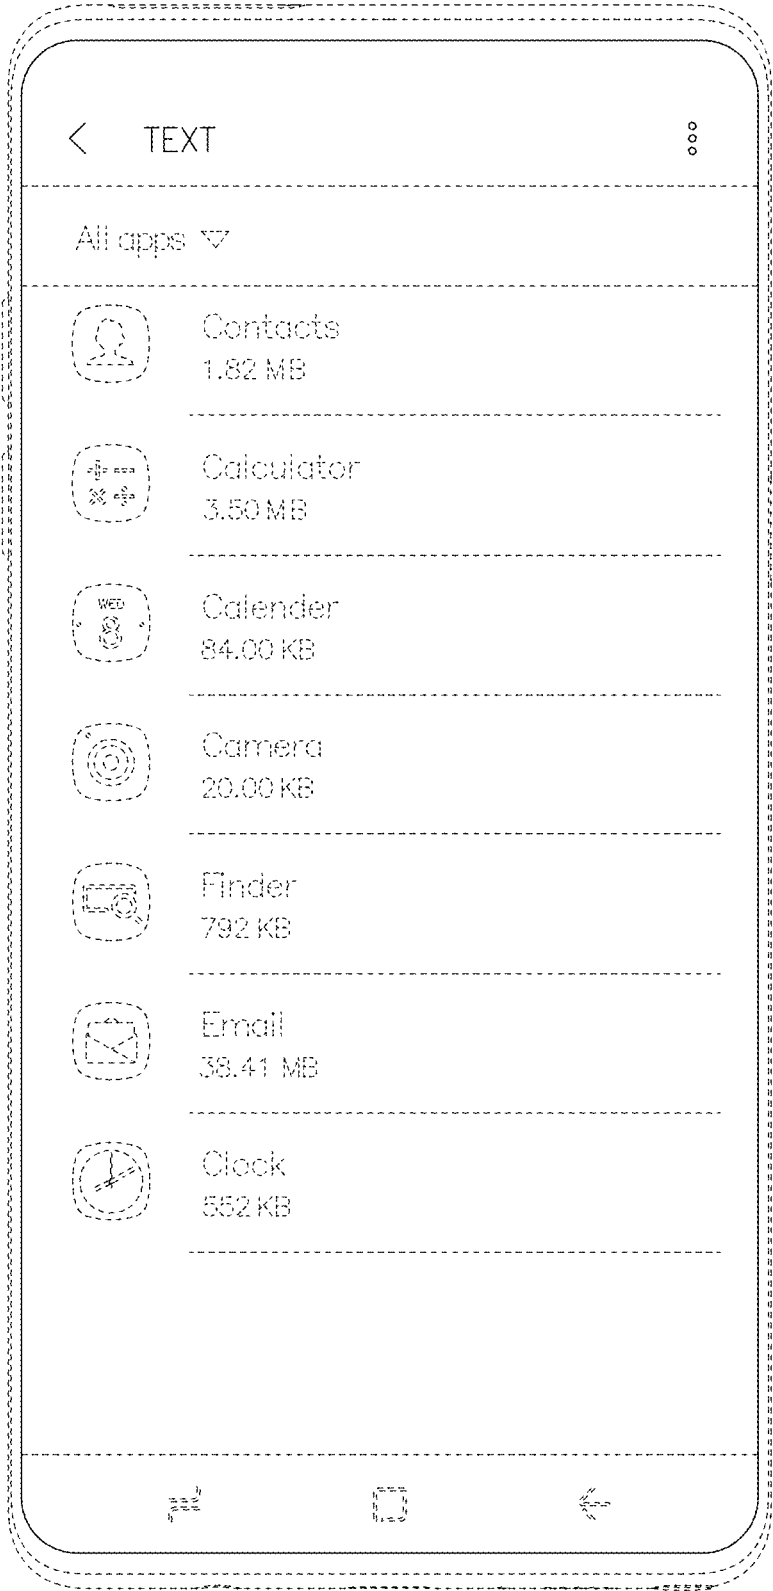 TEXT
All apps
Contacts
1.82 MB
Calculator
3.50 MB
WED
8
Calender
84.00 KB
Camera
20.00 KB
Finder
792 KB
Email
38.41 MB
Clock
552 KB